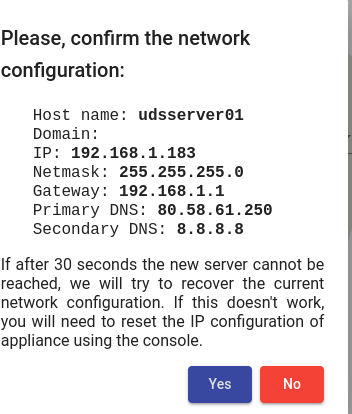 Please, confirm the network
configuration:
Host name: udsserver01
Domain:
IP: 192.168.1.183
Netmask: 255.255.255.0
Gateway: 192.168.1.1
Primary DNS: 80.58.61.250
Secondary DNS: 8.8.8.8
If after 30 seconds the new server cannot be
reached, we will try to recover the current
network configuration. If this doesn't work,
you will need to reset the IP configuration of
appliance using the console.
Yes No